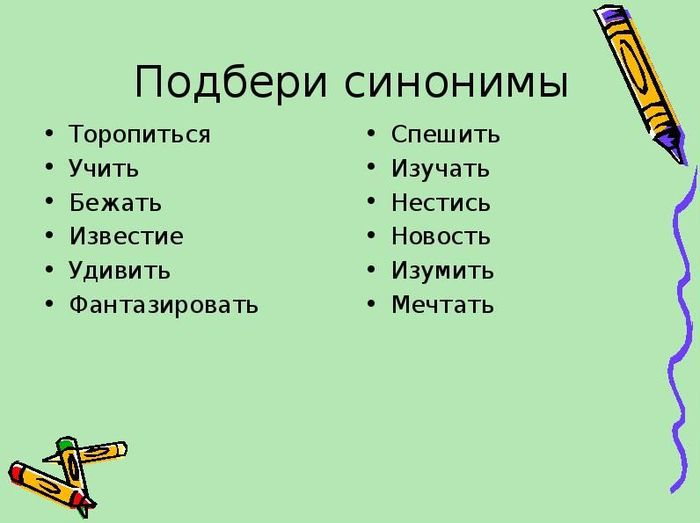 Подбери синонимы
• Торопиться
• Учить
• Бежать
• Известие
• Удивить
• Фантазировать
• Спешить
• Изучать
• Нестись
• Новость
• Изумить
• Мечтать